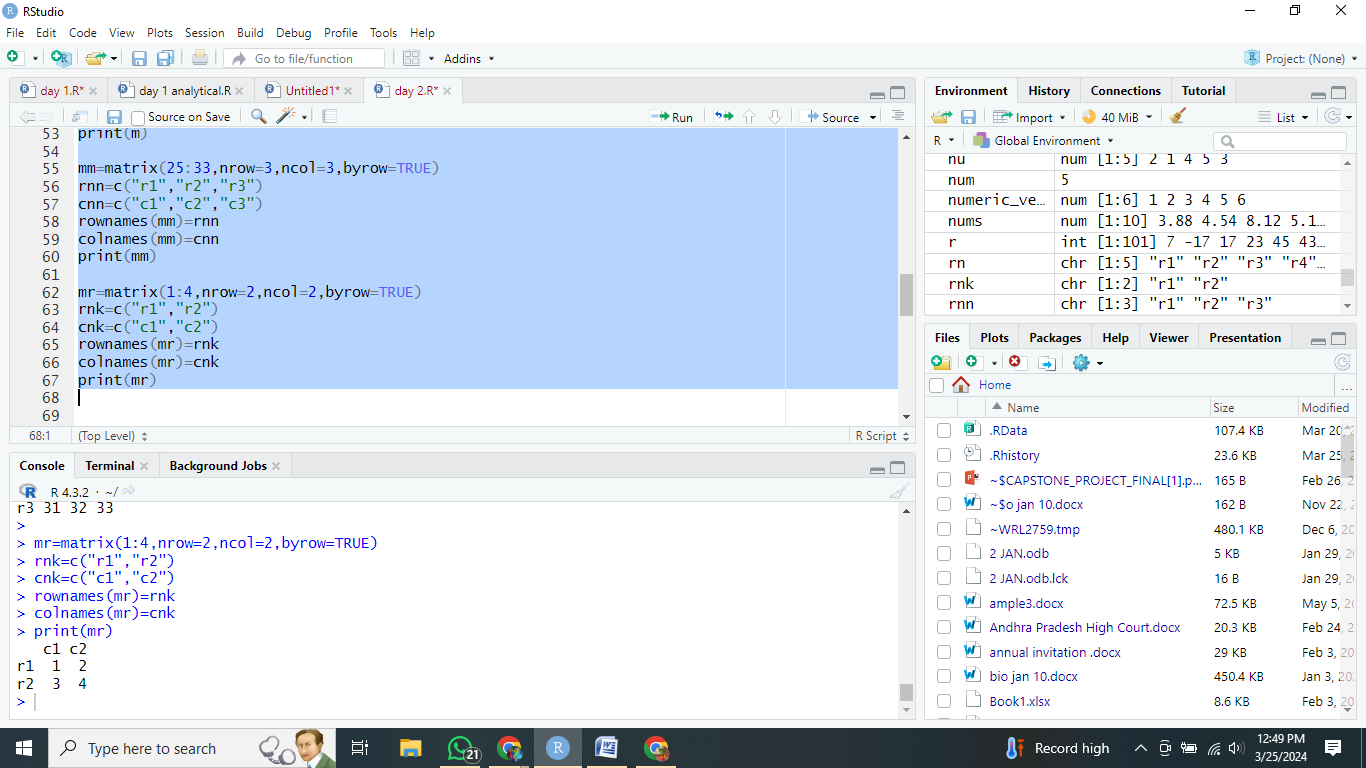 RStudio
File Edit Code View Plots Session Build Debug Profile Tools Help
Go to file/function Addins Project: (None)
day 1.R* day 1 analytical.R Untitled1* day 2.R*
Source on Save Run Source
53 print(m)
54
55 mm=matrix(25:33,nrow=3,ncol=3,byrow=TRUE)
56 rnn=c("r1","r2","r3")
57 cnn=c("c1","c2","c3")
58 rownames(mm)=rnn
59 colnames(mm)=cnn
60 print(mm)
61
62 mr=matrix(1:4,nrow=2,ncol=2,byrow=TRUE)
63 rnk=c("r1","r2")
64 cnk=c("c1","c2")
65 rownames(mr)=rnk
66 colnames(mr)=cnk
67 print(mr)
68
69
68:1 (Top Level) R Script
Console Terminal Background Jobs
R 4.3.2 · ~/
r3 31 32 33
>
> mr=matrix(1:4,nrow=2,ncol=2,byrow=TRUE)
> rnk=c("r1","r2")
> cnk=c("c1","c2")
> rownames(mr)=rnk
> colnames(mr)=cnk
> print(mr)
c1 c2
r1 1 2
r2 3 4
>
Environment History Connections Tutorial
Import 40 MiB List
R Global Environment
nu num [1:5] 2 1 4 5 3
num 5
numeric_ve… num [1:6] 1 2 3 4 5 6
nums num [1:10] 3.88 4.54 8.12 5.1…
r int [1:101] 7 -17 17 23 45 43…
rn chr [1:5] "r1" "r2" "r3" "r4"…
rnk chr [1:2] "r1" "r2"
rnn chr [1:3] "r1" "r2" "r3"
Files Plots Packages Help Viewer Presentation
Home ...
Name Size Modified
.RData 107.4 KB Mar 20, 2
.Rhistory 23.6 KB Mar 25, 2
~$CAPSTONE_PROJECT_FINAL[1].p... 165 B Feb 26, 2
~$o jan 10.docx 162 B Nov 22, 2
~WRL2759.tmp 480.1 KB Dec 6, 20
2 JAN.odb 5 KB Jan 29, 2
2 JAN.odb.lck 16 B Jan 29, 2
ample3.docx 72.5 KB May 5, 20
Andhra Pradesh High Court.docx 20.3 KB Feb 24, 2
annual invitation .docx 29 KB Feb 3, 20
bio jan 10.docx 450.4 KB Jan 3, 20
Book1.xlsx 8.6 KB Feb 3, 20
Type here to search 21 Record high 12:49 PM
3/25/2024